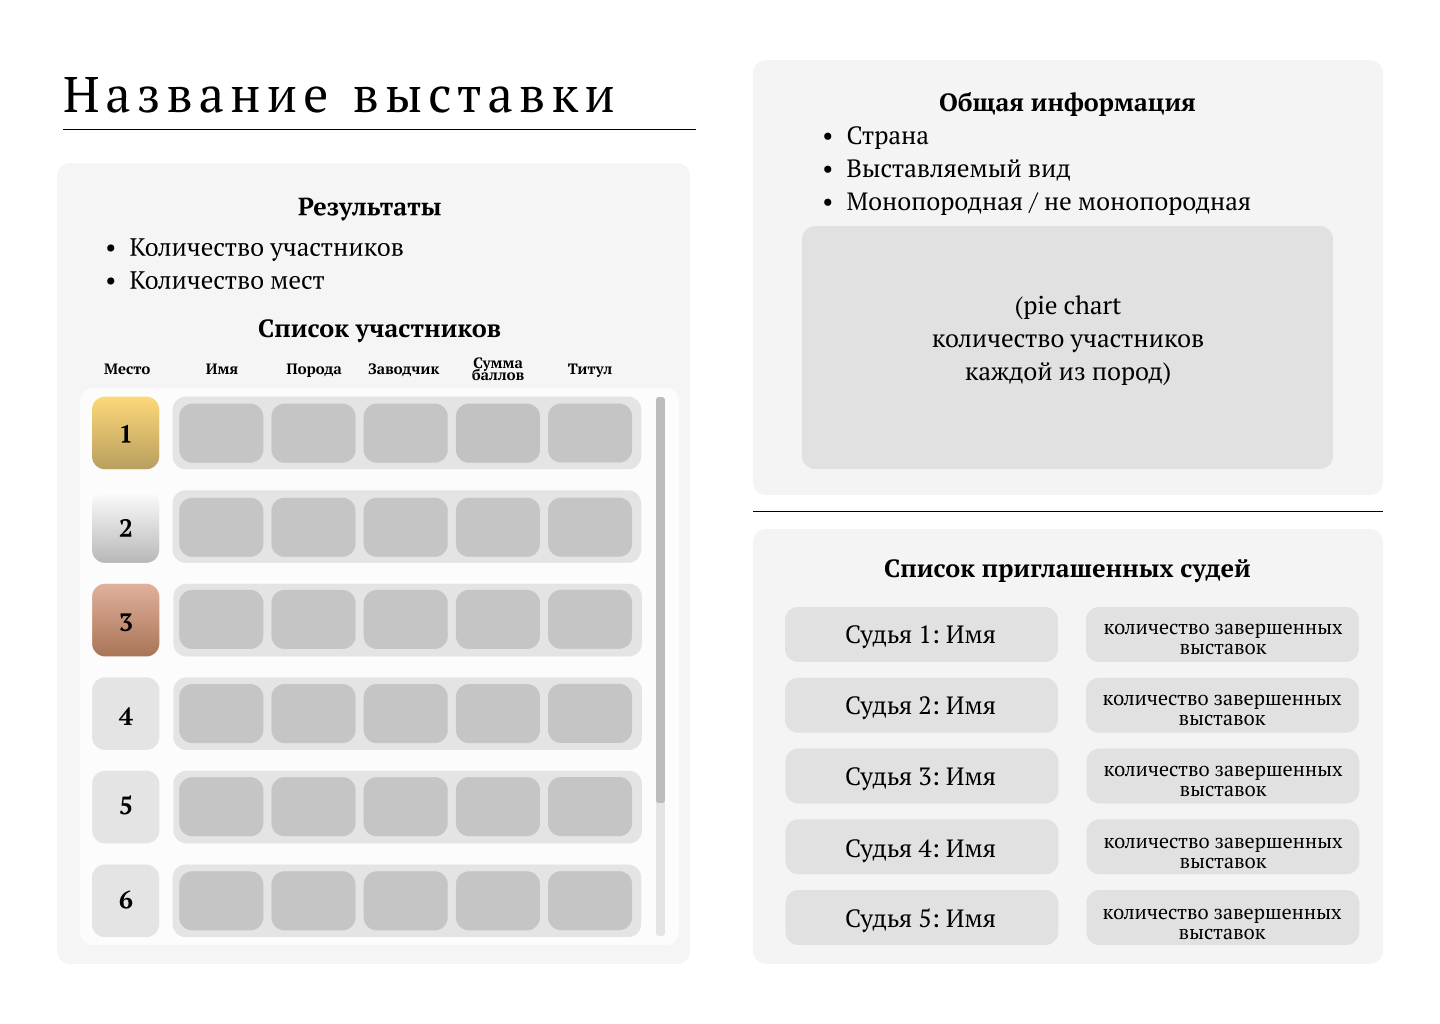 Название выставки
Результаты
• Количество участников
• Количество мест
Список участников
Место Имя Порода Заводчик Сумма баллов Титул
1
2
3
4
5
6
Общая информация
• Страна
• Выставляемый вид
• Монопородная / не монопородная
(pie chart
количество участников
каждой из пород)
Список приглашенных судей
Судья 1: Имя
количество завершенных
выставок
Судья 2: Имя
количество завершенных
выставок
Судья 3: Имя
количество завершенных
выставок
Судья 4: Имя
количество завершенных
выставок
Судья 5: Имя
количество завершенных
выставок